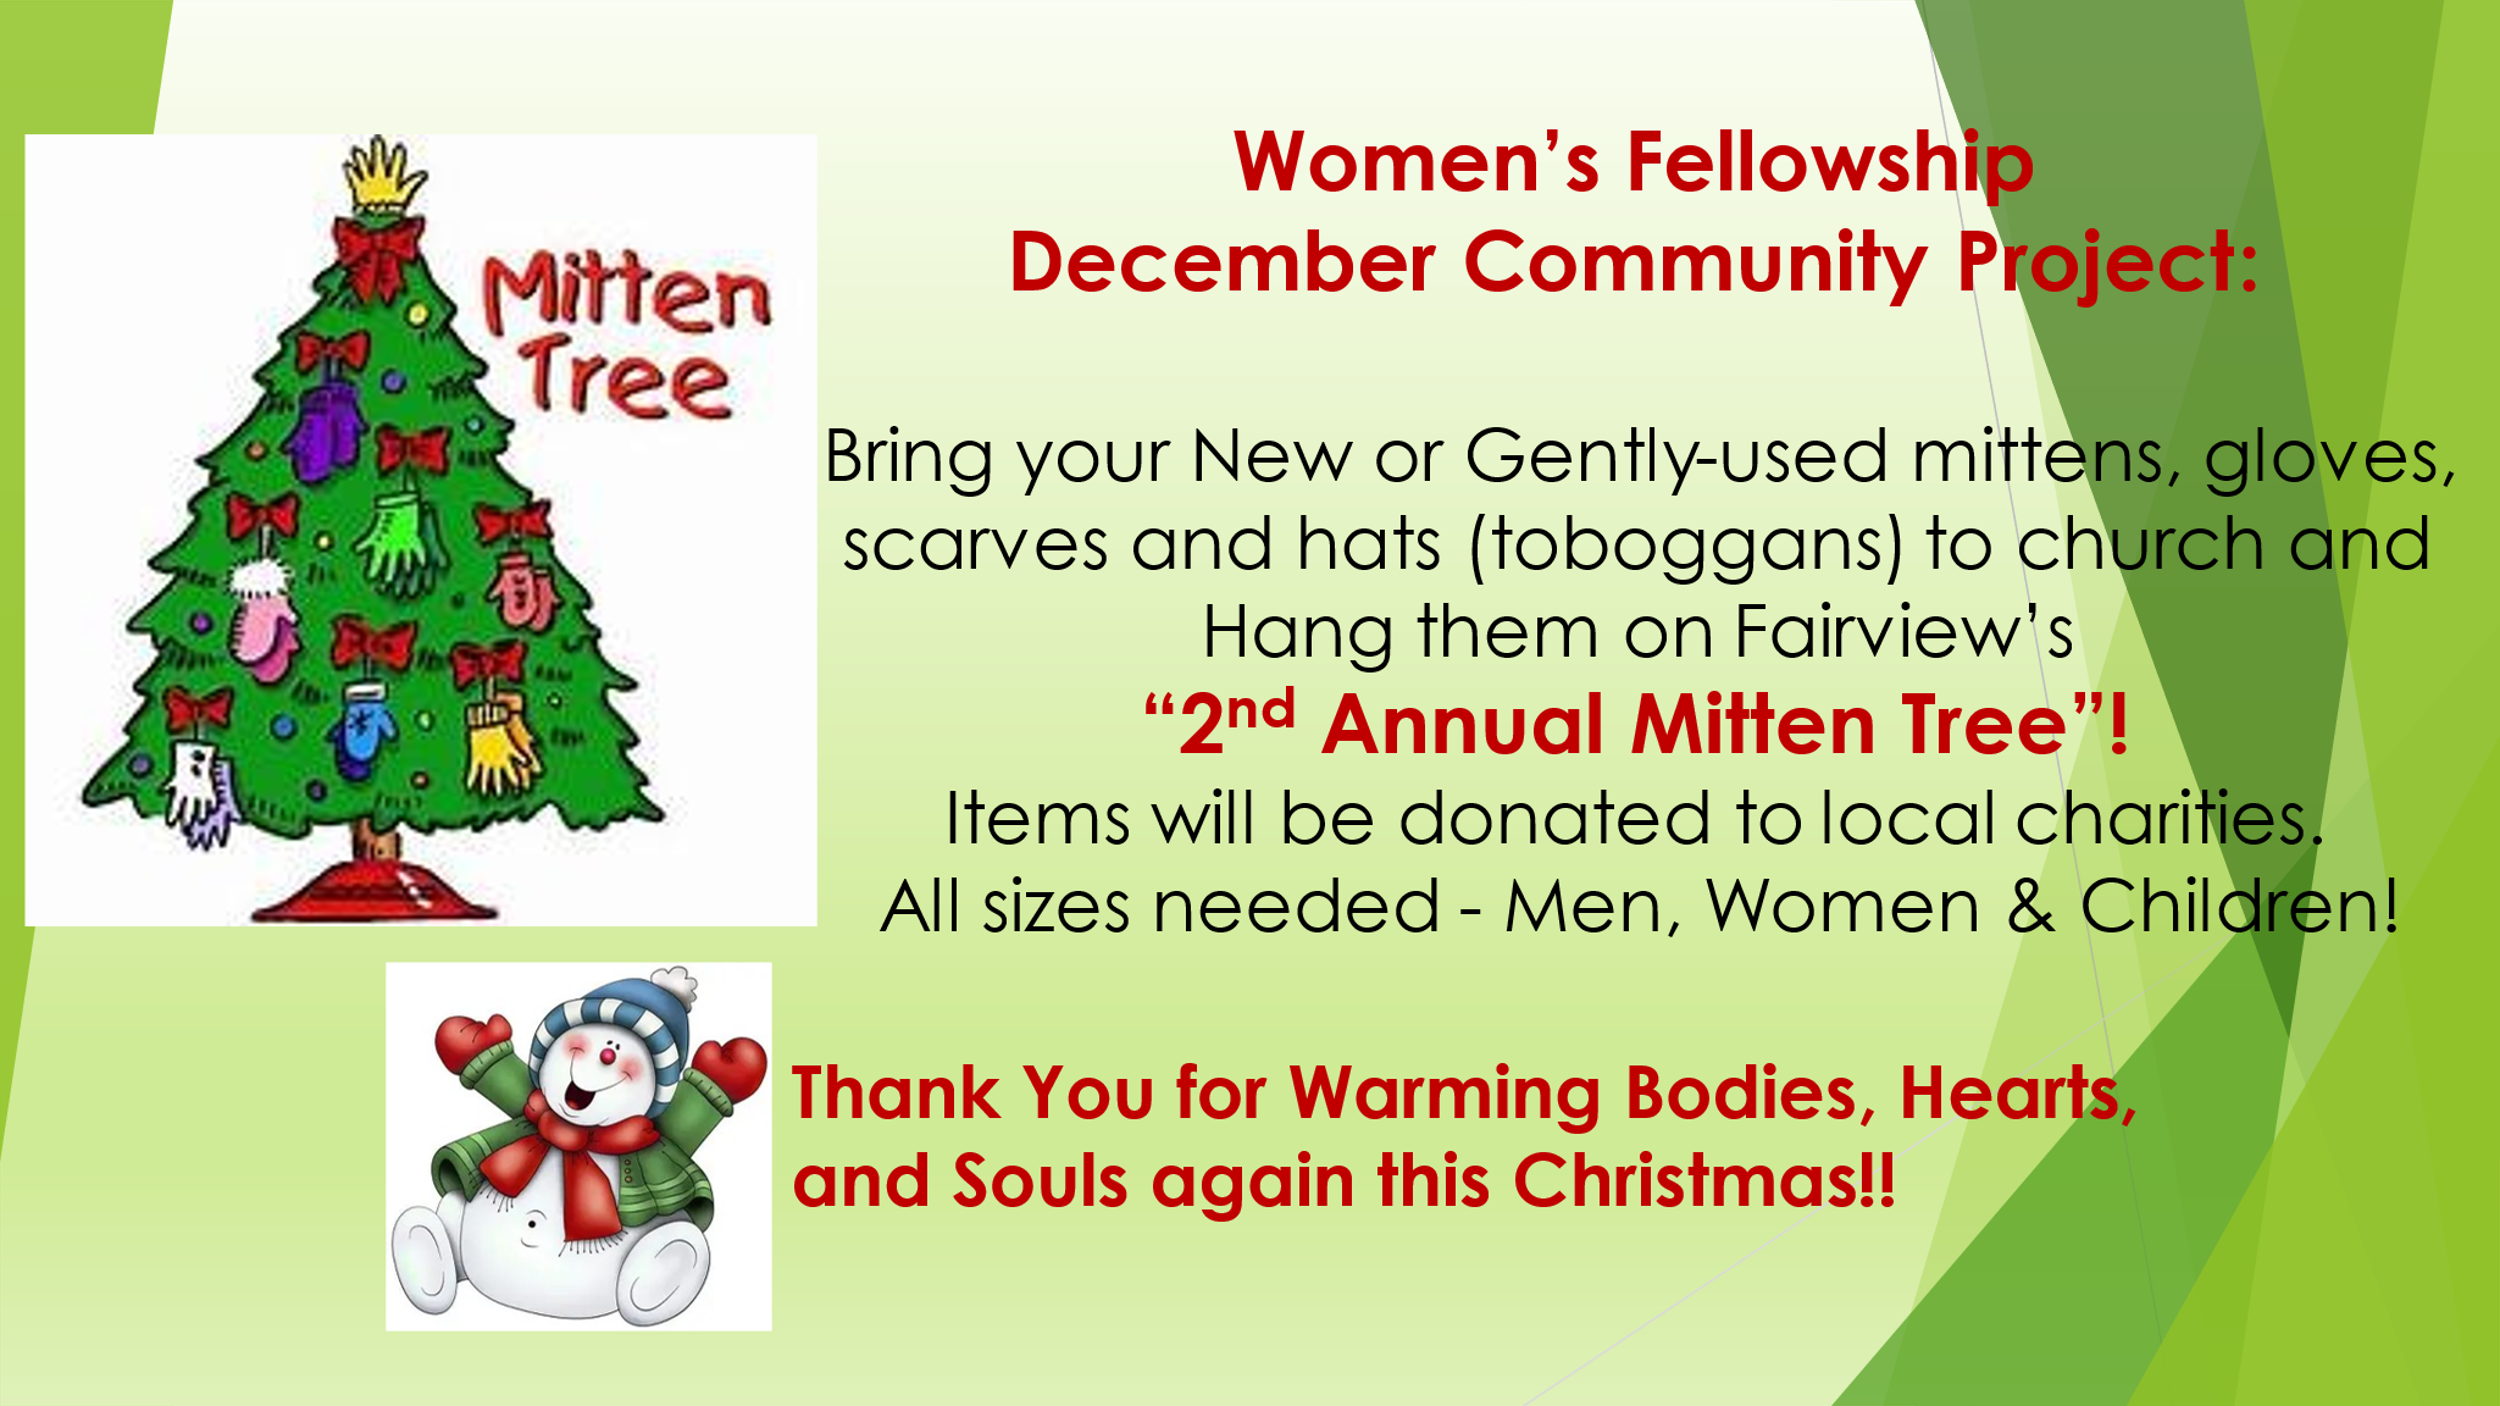 Mitten
Tree
Women’s Fellowship
December Community Project:
Bring your New or Gently-used mittens, gloves,
scarves and hats (toboggans) to church and
Hang them on Fairview’s
“2nd Annual Mitten Tree”!
Items will be donated to local charities.
All sizes needed - Men, Women & Children!
Thank You for Warming Bodies, Hearts,
and Souls again this Christmas!!